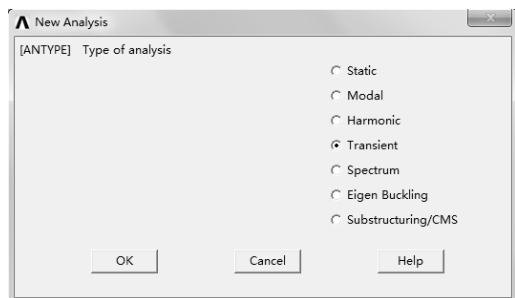 New Analysis
[ANTYPE] Type of analysis
Static
Modal
Harmonic
Transient
Spectrum
Eigen Buckling
Substructuring/CMS
OK Cancel Help